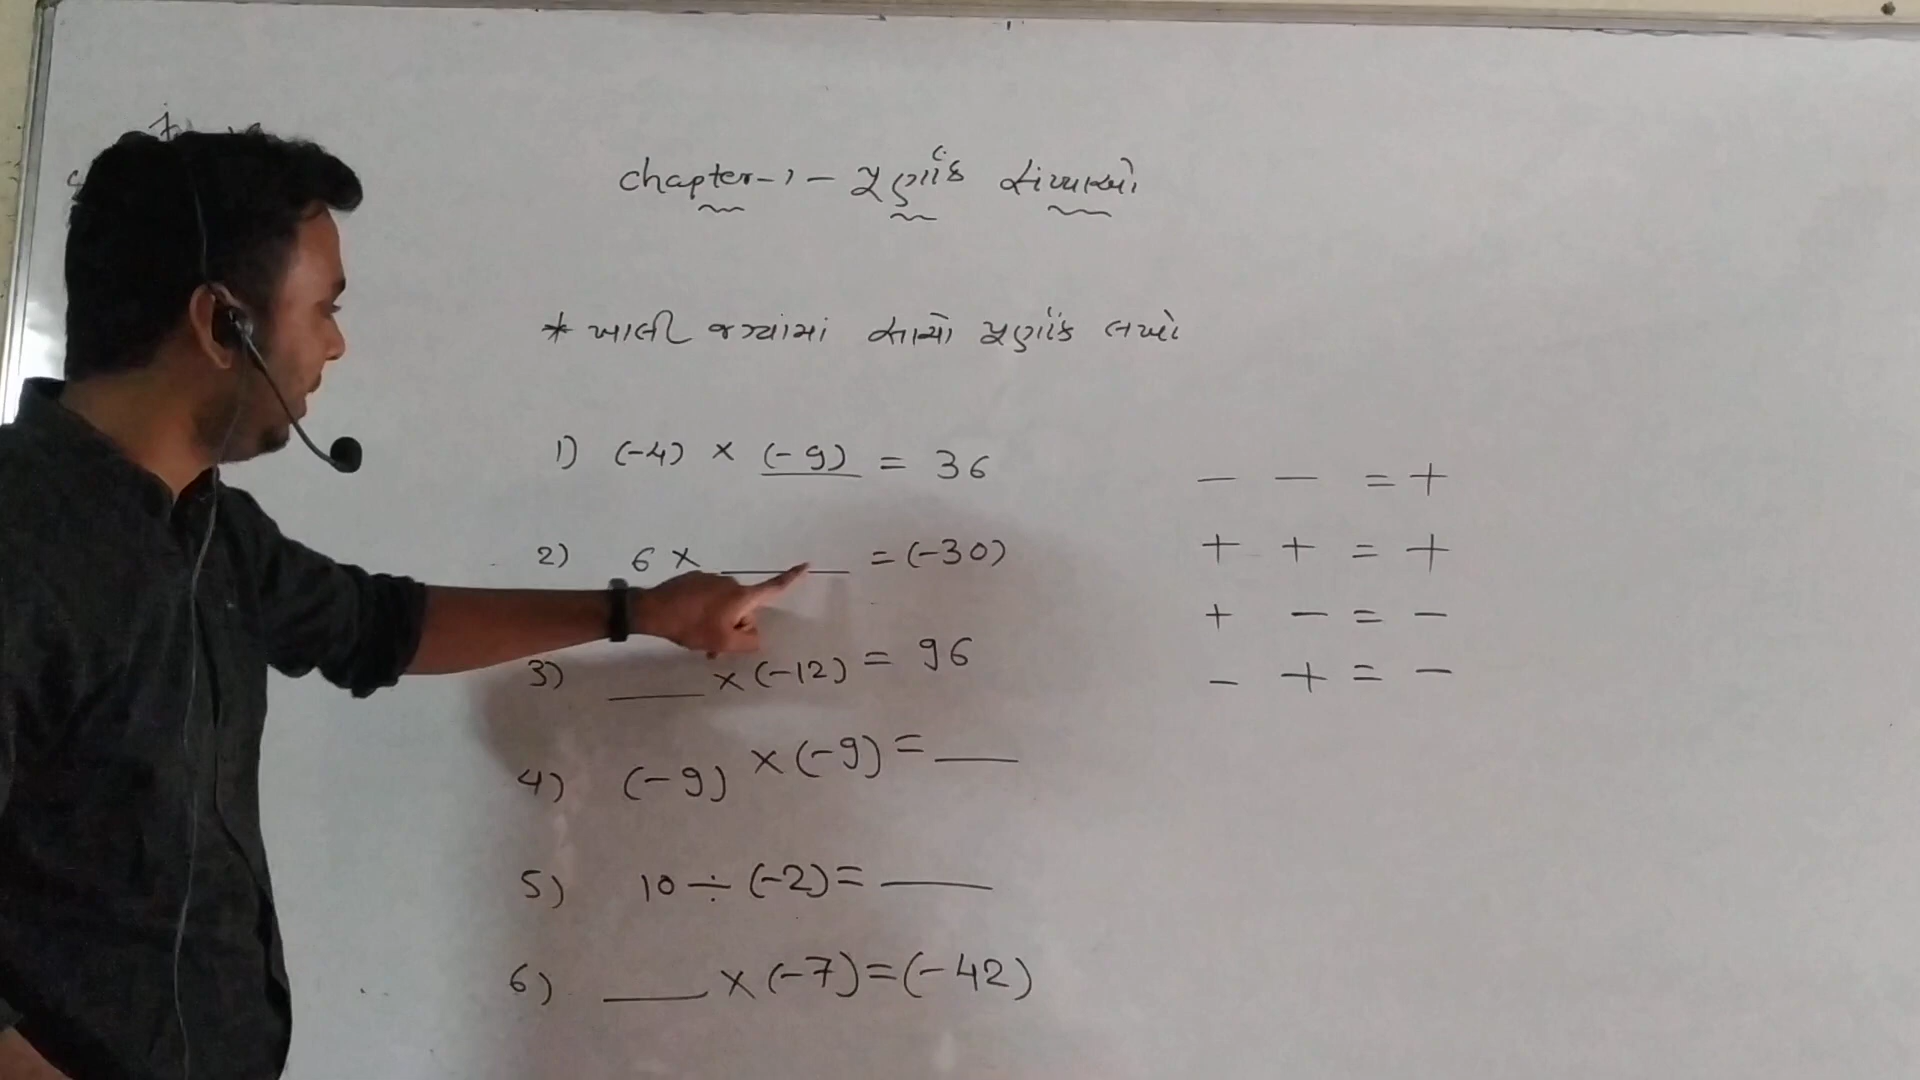 chapter-1 - પૂર્ણાંક સંખ્યાઓ
* ખાલી જગ્યામાં સાચો પૂર્ણાંક લખો
1) (-4) × (-9) = 36
2) 6 × ____ = (-30)
3) ____ × (-12) = 96
4) (-9) × (-9) = ____
5) 10 ÷ (-2) = ____
6) ____ × (-7) = (-42)
- - = +
+ + = +
+ - = -
- + = -